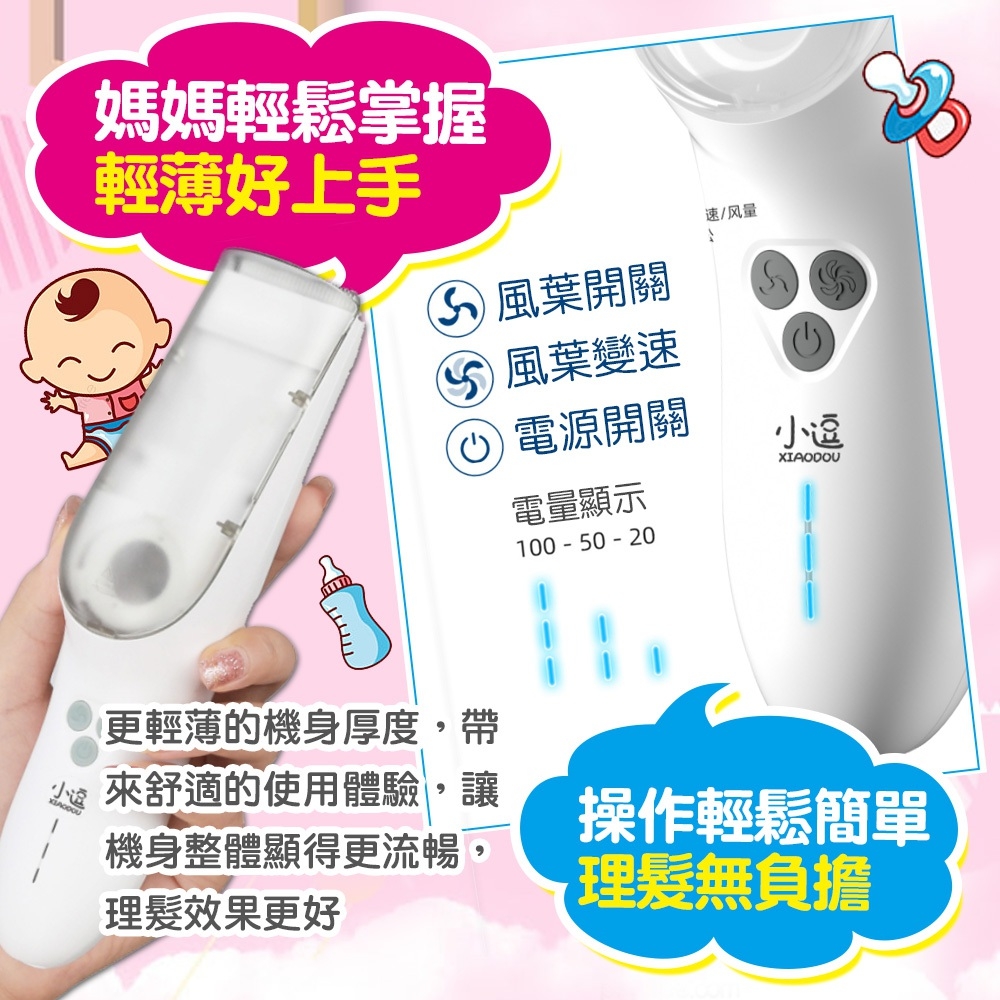 媽媽輕鬆掌握
輕薄好上手
速/风量
風葉開關
風葉變速
電源開關
小逗
XIAODOU
電量顯示
100 - 50 - 20
更輕薄的機身厚度，帶
來舒適的使用體驗，讓
機身整體顯得更流暢，
理髮效果更好
小逗
XIAODOU
操作輕鬆簡單
理髮無負擔